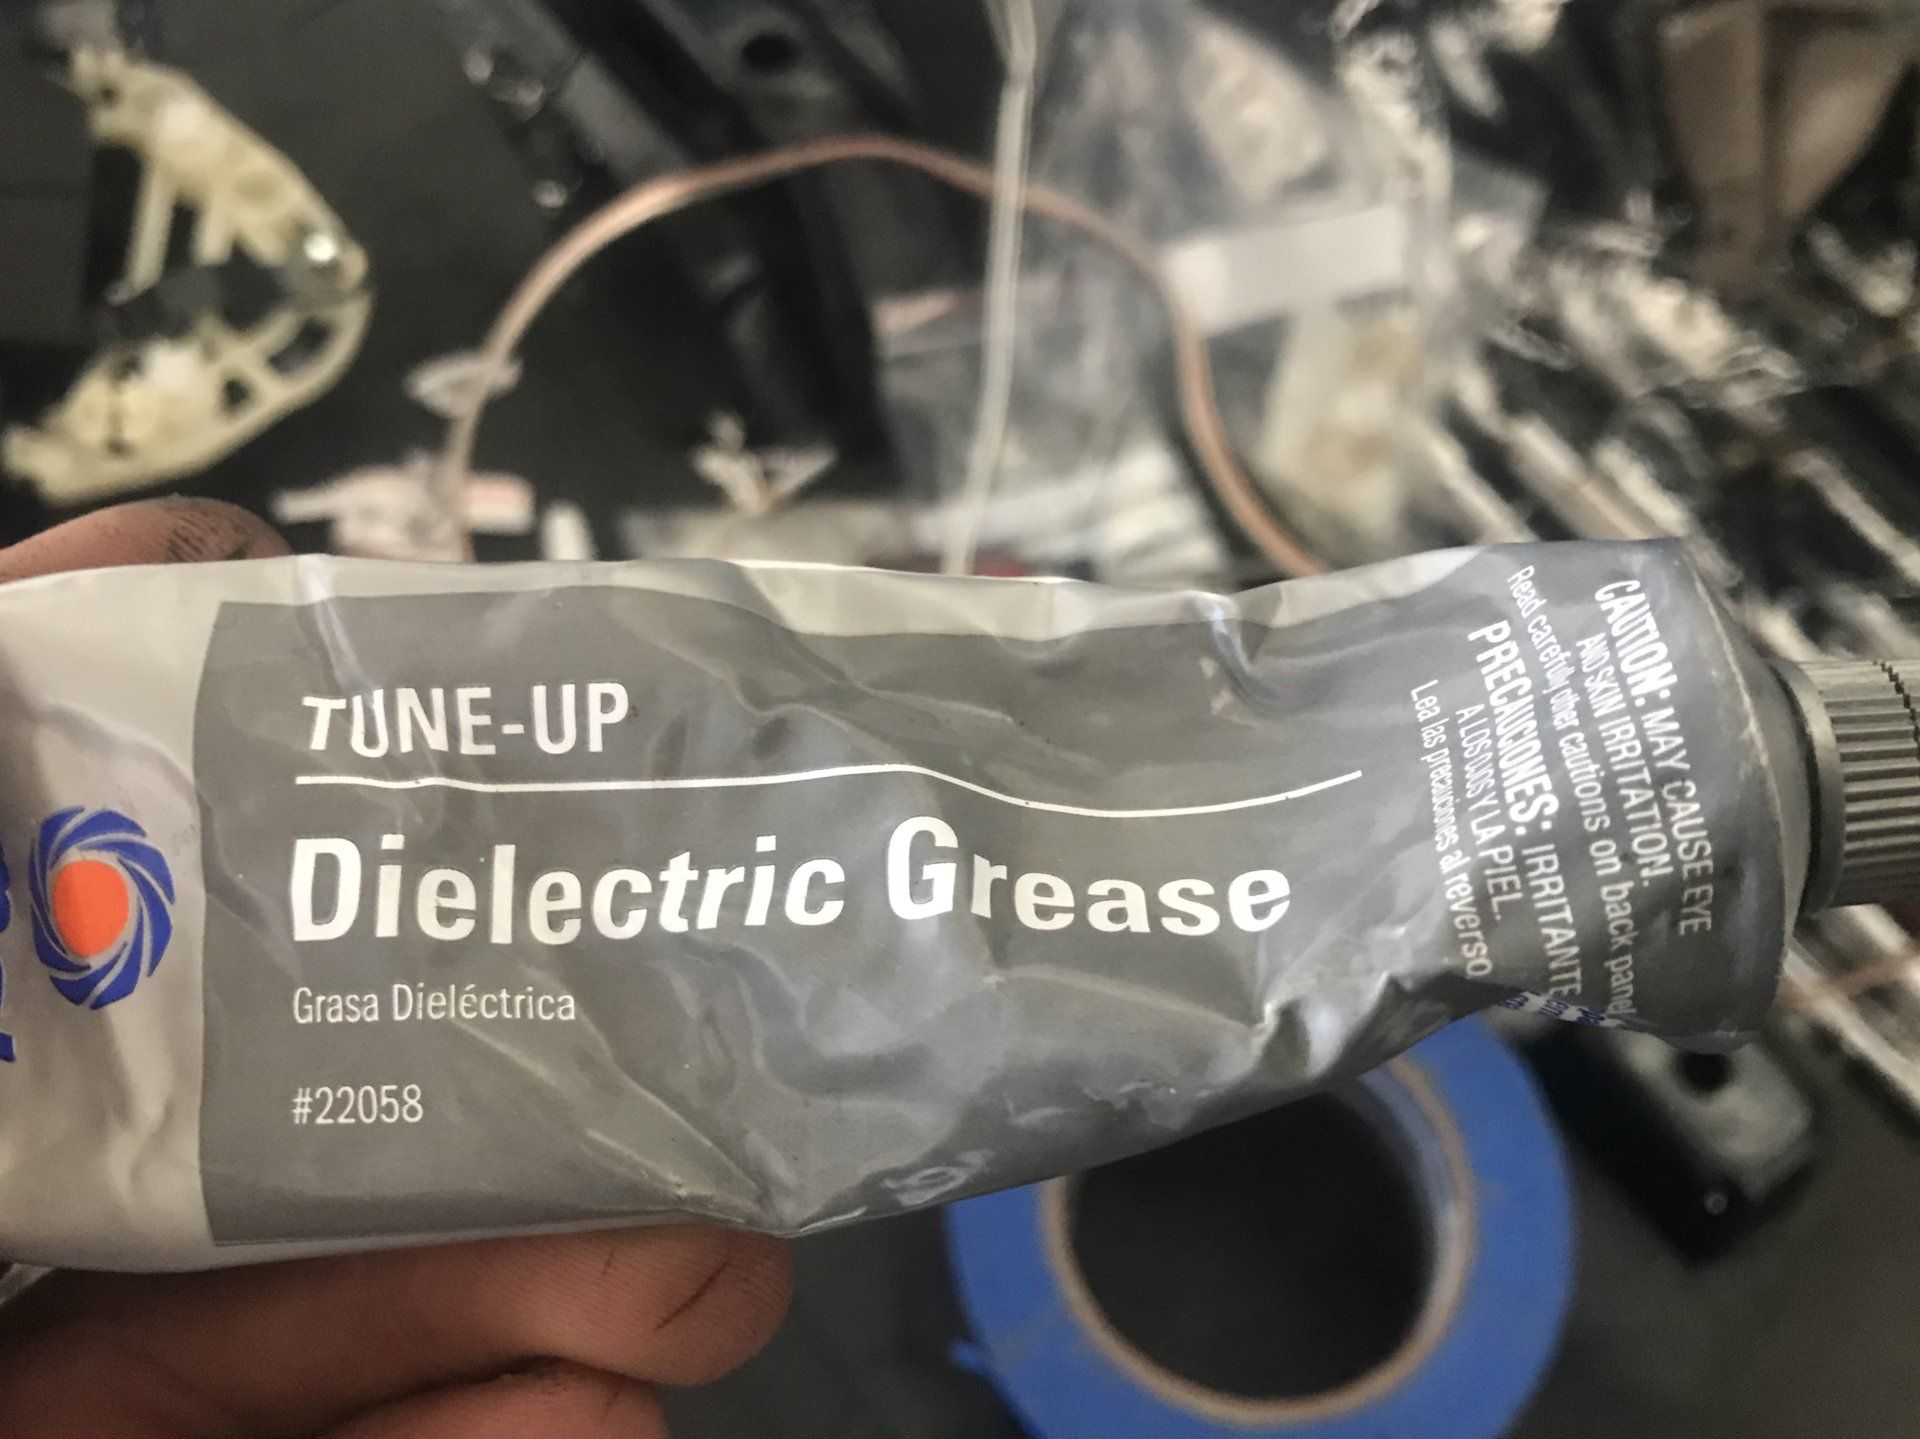 TUNE-UP
Dielectric Grease
Grasa Dieléctrica
#22058
CAUTION: MAY CAUSE EYE
AND SKIN IRRITATION.
Read carefully other cautions on back panel
PRECAUCIONES: IRRITANTE
A LOS OJOS Y LA PIEL.
Lea las precauciones al reverso